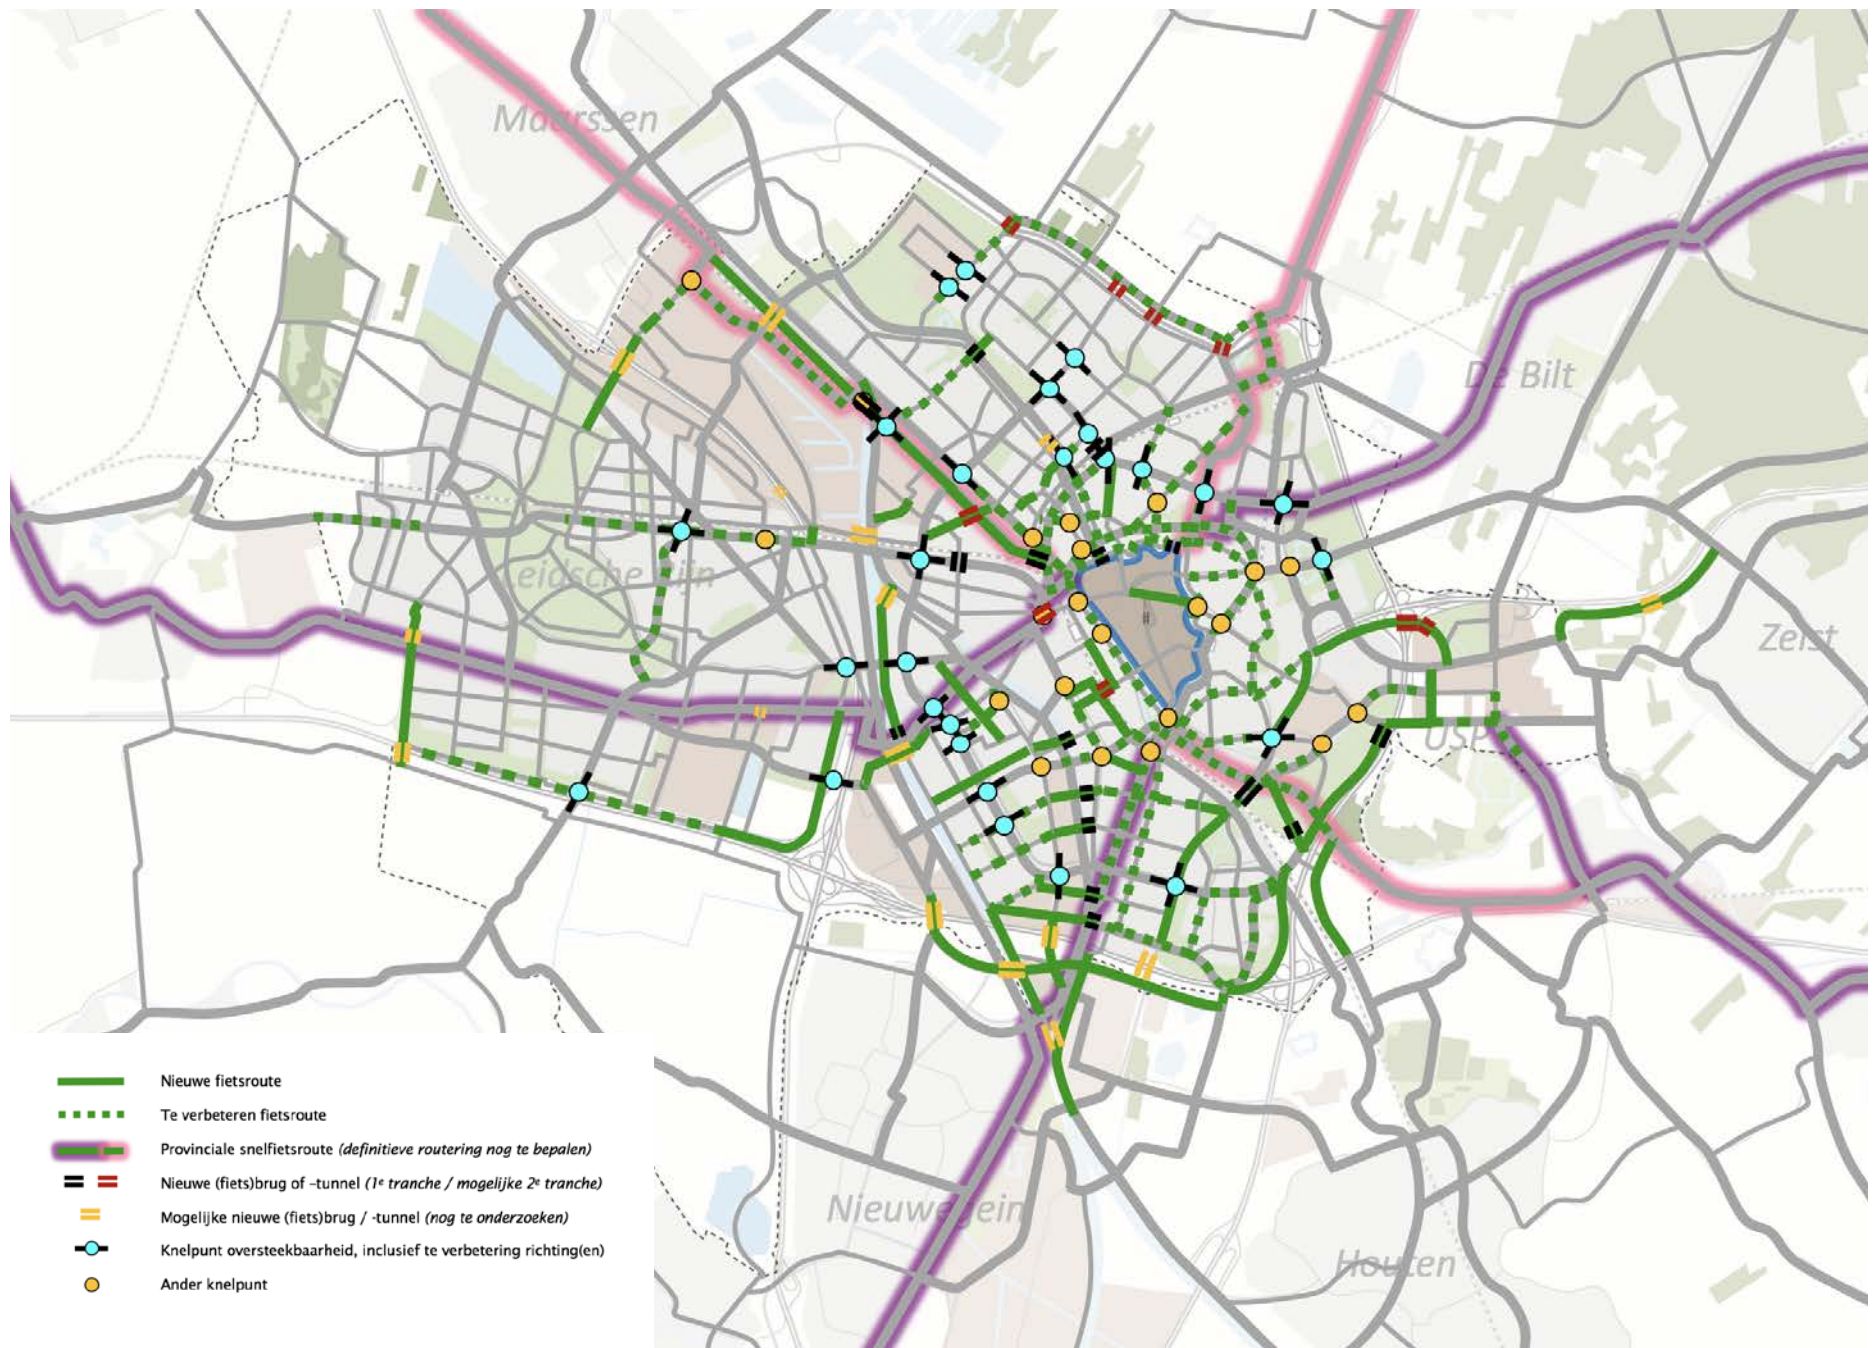 Maarssen
De Bilt
Leidsche Rijn
Zeist
USP
Nieuwegein
Houten
Nieuwe fietsroute
Te verbeteren fietsroute
Provinciale snelfietsroute (definitieve routering nog te bepalen)
Nieuwe (fiets)brug of -tunnel (1e tranche / mogelijke 2e tranche)
Mogelijke nieuwe (fiets)brug / -tunnel (nog te onderzoeken)
Knelpunt oversteekbaarheid, inclusief te verbetering richting(en)
Ander knelpunt